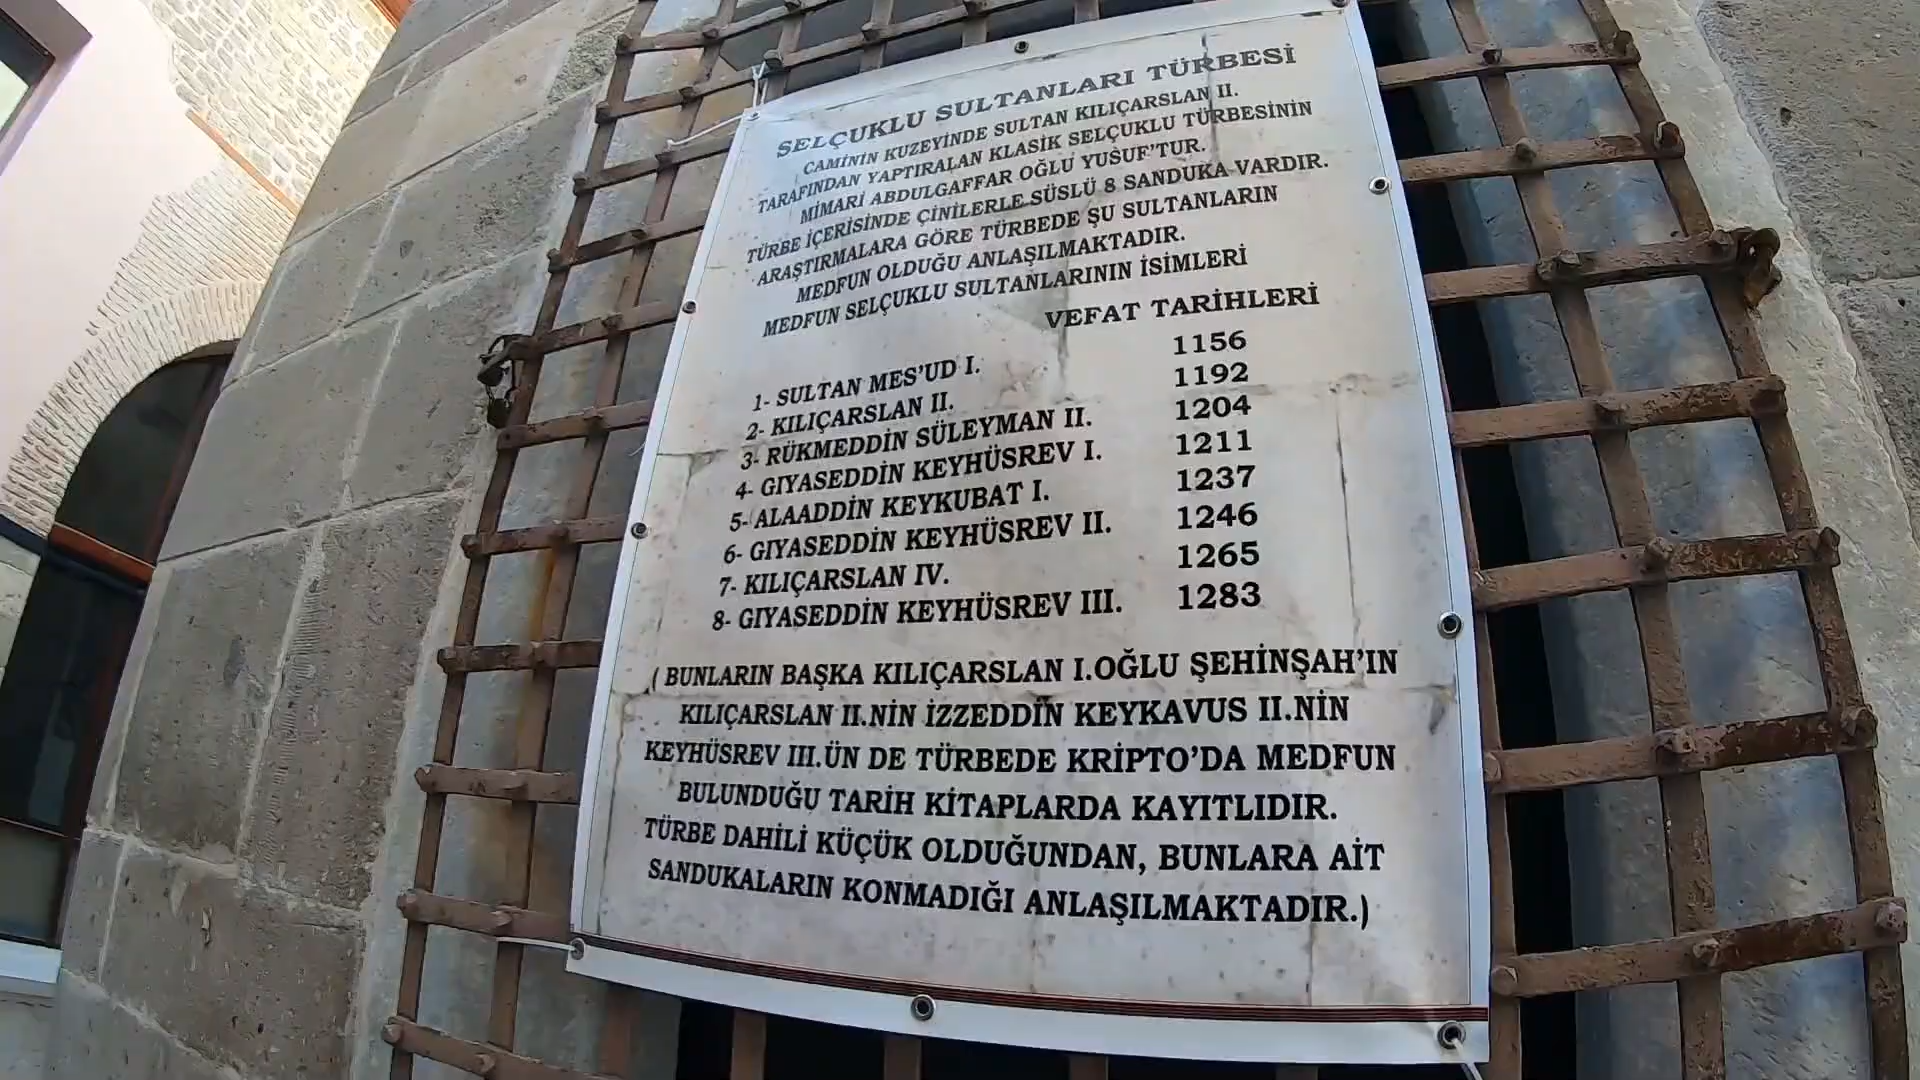 SELÇUKLU SULTANLARI TÜRBESİ
CAMİNİN KUZEYİNDE SULTAN KILIÇARSLAN II.
TARAFINDAN YAPTIRALAN KLASİK SELÇUKLU TÜRBESİNİN
MİMARİ ABDULGAFFAR OĞLU YUSUF'TUR.
TÜRBE İÇERİSİNDE ÇİNİLERLE SÜSLÜ 8 SANDUKA VARDIR.
ARAŞTIRMALARA GÖRE TÜRBEDE ŞU SULTANLARIN
MEDFUN OLDUĞU ANLAŞILMAKTADIR.
MEDFUN SELÇUKLU SULTANLARININ İSİMLERİ
VEFAT TARİHLERİ
1- SULTAN MES'UD I. 1156
2- KILIÇARSLAN II. 1192
3- RÜKMEDDİN SÜLEYMAN II. 1204
4- GIYASEDDİN KEYHÜSREV I. 1211
5- ALAADDİN KEYKUBAT I. 1237
6- GIYASEDDİN KEYHÜSREV II. 1246
7- KILIÇARSLAN IV. 1265
8- GIYASEDDİN KEYHÜSREV III. 1283
( BUNLARIN BAŞKA KILIÇARSLAN I.OĞLU ŞEHİNŞAH'IN
KILIÇARSLAN II.NİN İZZEDDİN KEYKAVUS II.NİN
KEYHÜSREV III.ÜN DE TÜRBEDE KRİPTO'DA MEDFUN
BULUNDUĞU TARİH KİTAPLARDA KAYITLIDIR.
TÜRBE DAHİLİ KÜÇÜK OLDUĞUNDAN, BUNLARA AİT
SANDUKALARIN KONMADIĞI ANLAŞILMAKTADIR.)